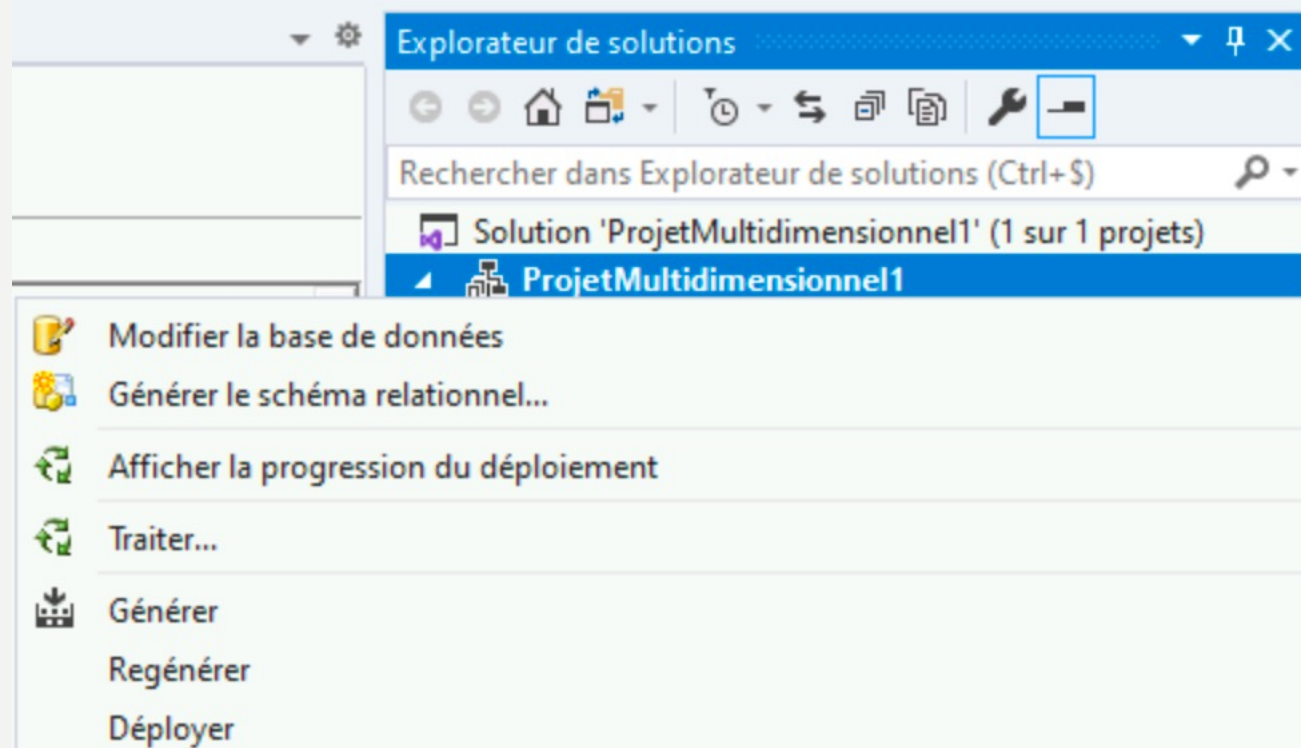 Explorateur de solutions
Rechercher dans Explorateur de solutions (Ctrl+$)
Solution 'ProjetMultidimensionnel1' (1 sur 1 projets)
ProjetMultidimensionnel1
Modifier la base de données
Générer le schéma relationnel...
Afficher la progression du déploiement
Traiter...
Générer
Regénérer
Déployer